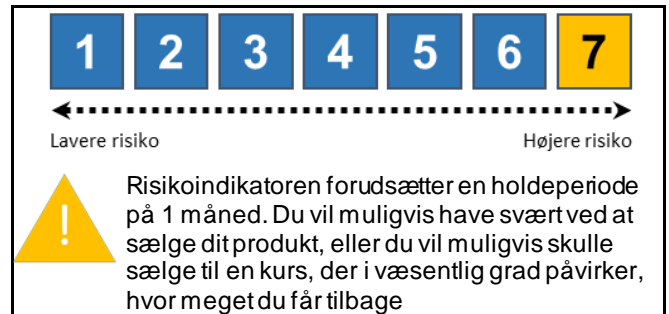 1 2 3 4 5 6 7
Lavere risiko Højere risiko
!
Risikoindikatoren forudsætter en holdeperiode
på 1 måned. Du vil muligvis have svært ved at
sælge dit produkt, eller du vil muligvis skulle
sælge til en kurs, der i væsentlig grad påvirker,
hvor meget du får tilbage